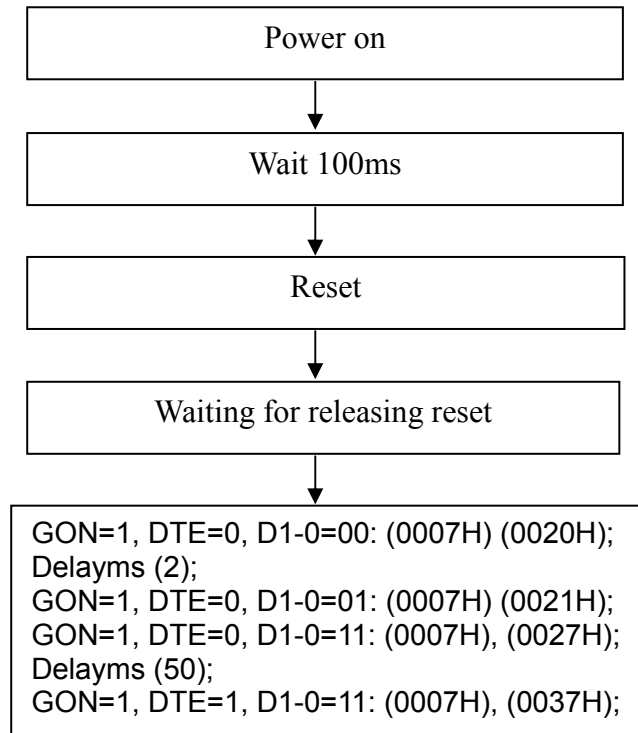 Power on
Wait 100ms
Reset
Waiting for releasing reset
GON=1, DTE=0, D1-0=00: (0007H) (0020H);
Delayms (2);
GON=1, DTE=0, D1-0=01: (0007H) (0021H);
GON=1, DTE=0, D1-0=11: (0007H), (0027H);
Delayms (50);
GON=1, DTE=1, D1-0=11: (0007H), (0037H);